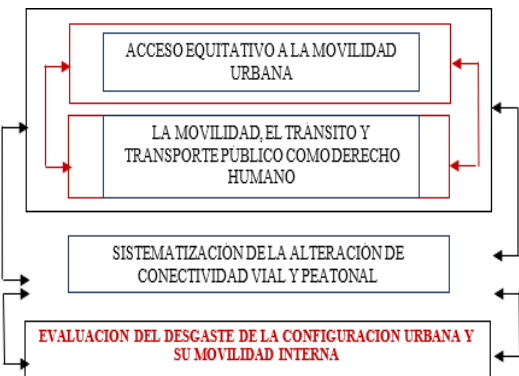 ACCESO EQUITATIVO A LA MOVILIDAD
URBANA
LA MOVILIDAD, EL TRÁNSITO Y
TRANSPORTE PÚBLICO COMO DERECHO
HUMANO
SISTEMATIZACIÓN DE LA ALTERACIÓN DE
CONECTIVIDAD VIAL Y PEATONAL
EVALUACION DEL DESGASTE DE LA CONFIGURACION URBANA Y
SU MOVILIDAD INTERNA